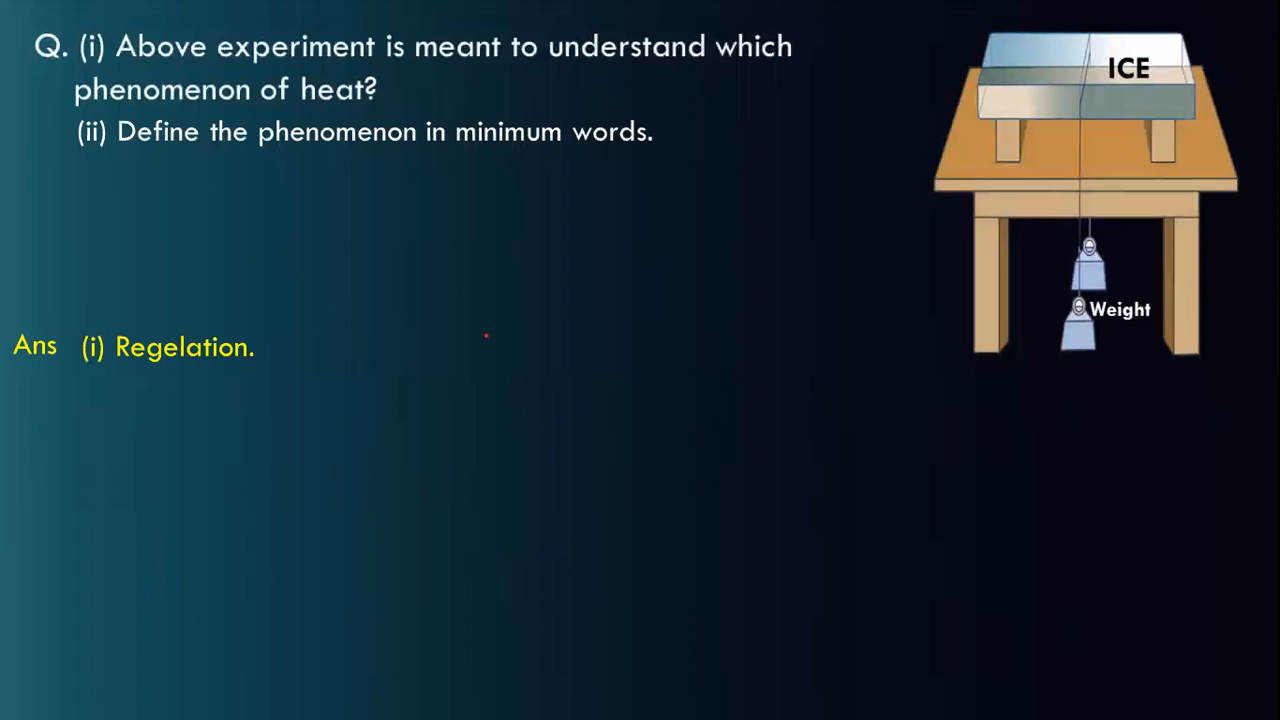 Q. (i) Above experiment is meant to understand which
phenomenon of heat?
(ii) Define the phenomenon in minimum words.
ICE
Weight
Ans (i) Regelation.